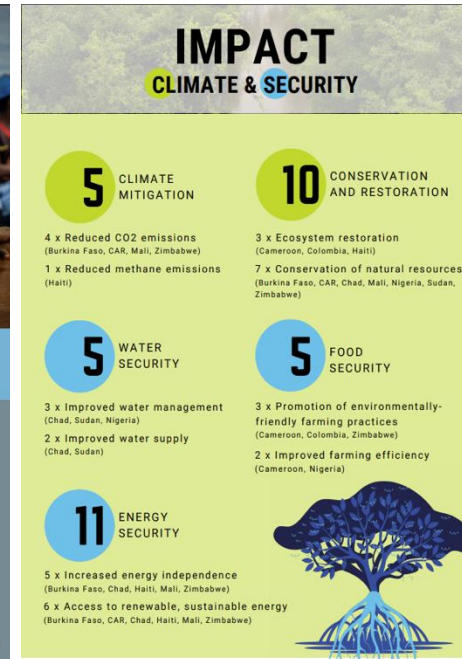 IMPACT
CLIMATE & SECURITY
5
CLIMATE
MITIGATION
4 x Reduced CO2 emissions
(Burkina Faso, CAR, Mali, Zimbabwe)
1 x Reduced methane emissions
(Haiti)
10
CONSERVATION
AND RESTORATION
3 x Ecosystem restoration
(Cameroon, Colombia, Haiti)
7 x Conservation of natural resources
(Burkina Faso, CAR, Chad, Mali, Nigeria, Sudan,
Zimbabwe)
5
WATER
SECURITY
3 x Improved water management
(Chad, Sudan, Nigeria)
2 x Improved water supply
(Chad, Sudan)
5
FOOD
SECURITY
3 x Promotion of environmentally-
friendly farming practices
(Cameroon, Colombia, Zimbabwe)
2 x Improved farming efficiency
(Cameroon, Nigeria)
11
ENERGY
SECURITY
5 x Increased energy independence
(Burkina Faso, Chad, Haiti, Mali, Zimbabwe)
6 x Access to renewable, sustainable energy
(Burkina Faso, CAR, Chad, Haiti, Mali, Zimbabwe)